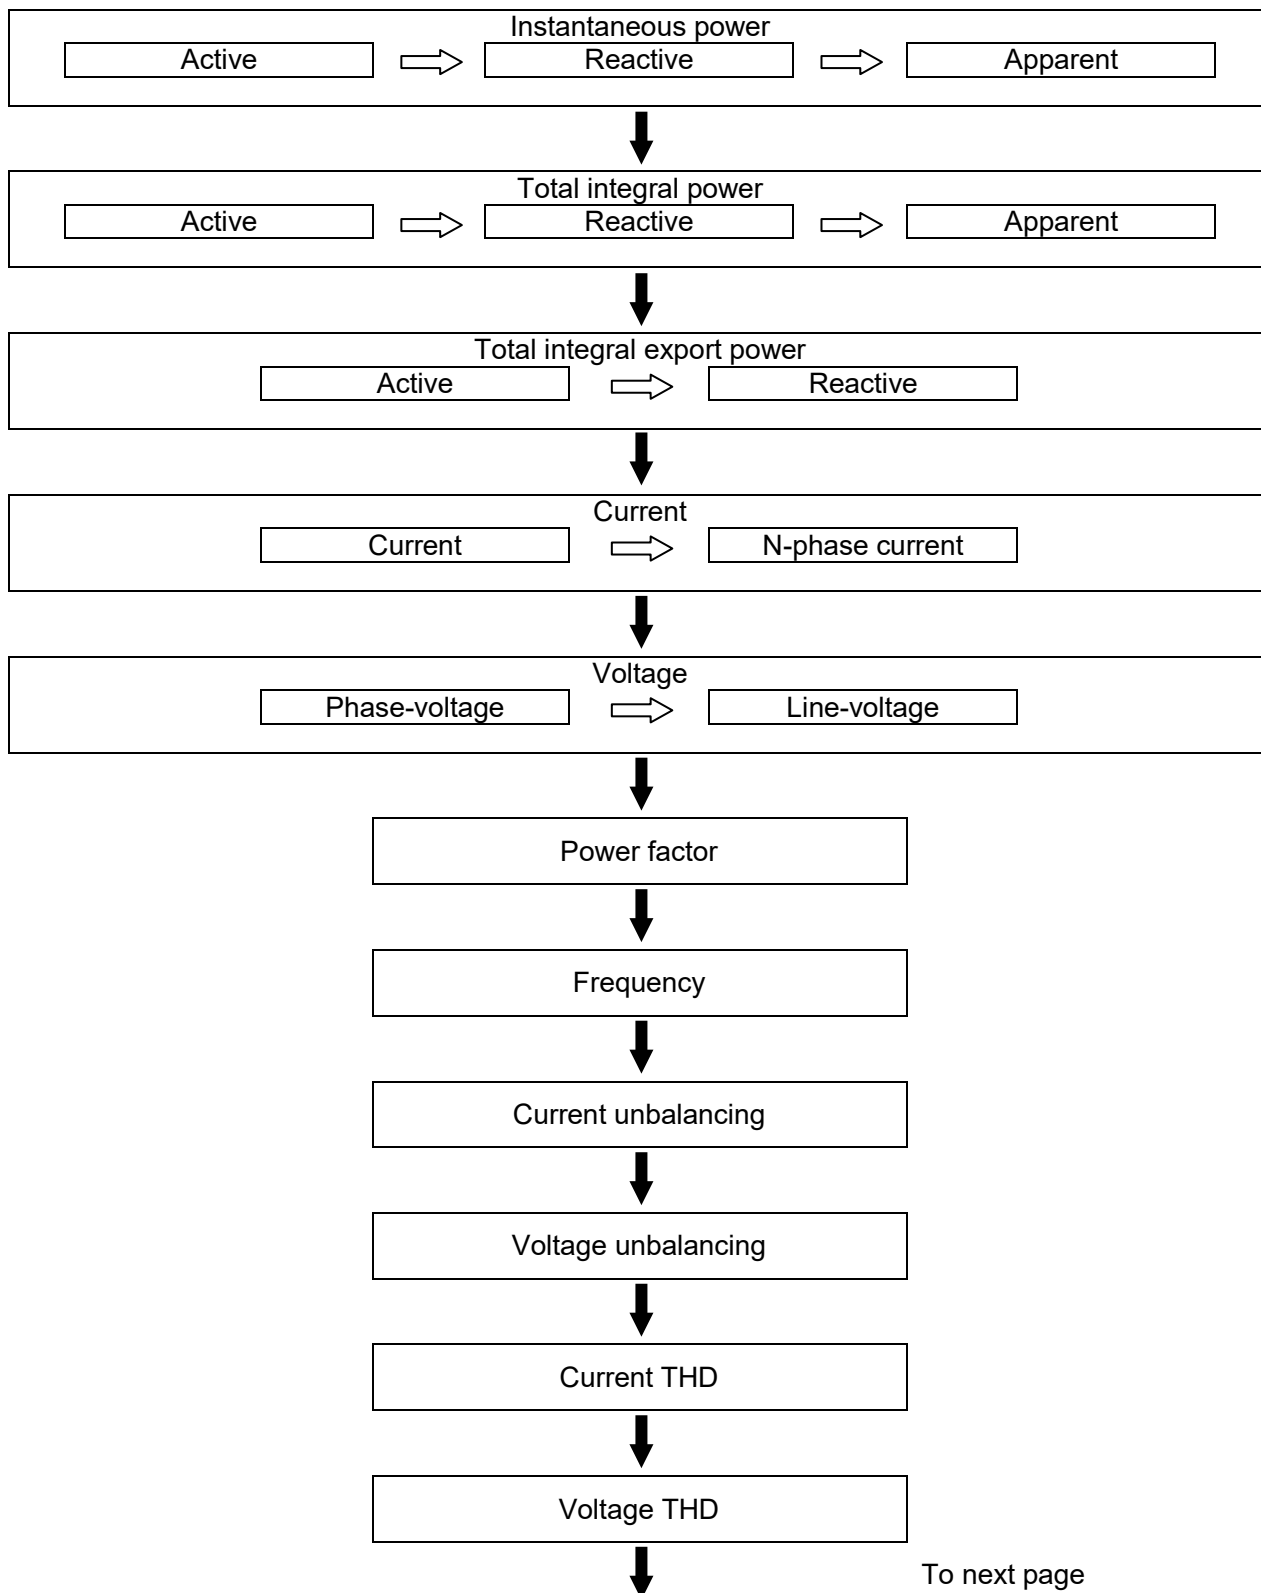 Instantaneous power
Active Reactive Apparent
Total integral power
Active Reactive Apparent
Total integral export power
Active Reactive
Current
Current N-phase current
Voltage
Phase-voltage Line-voltage
Power factor
Frequency
Current unbalancing
Voltage unbalancing
Current THD
Voltage THD
To next page